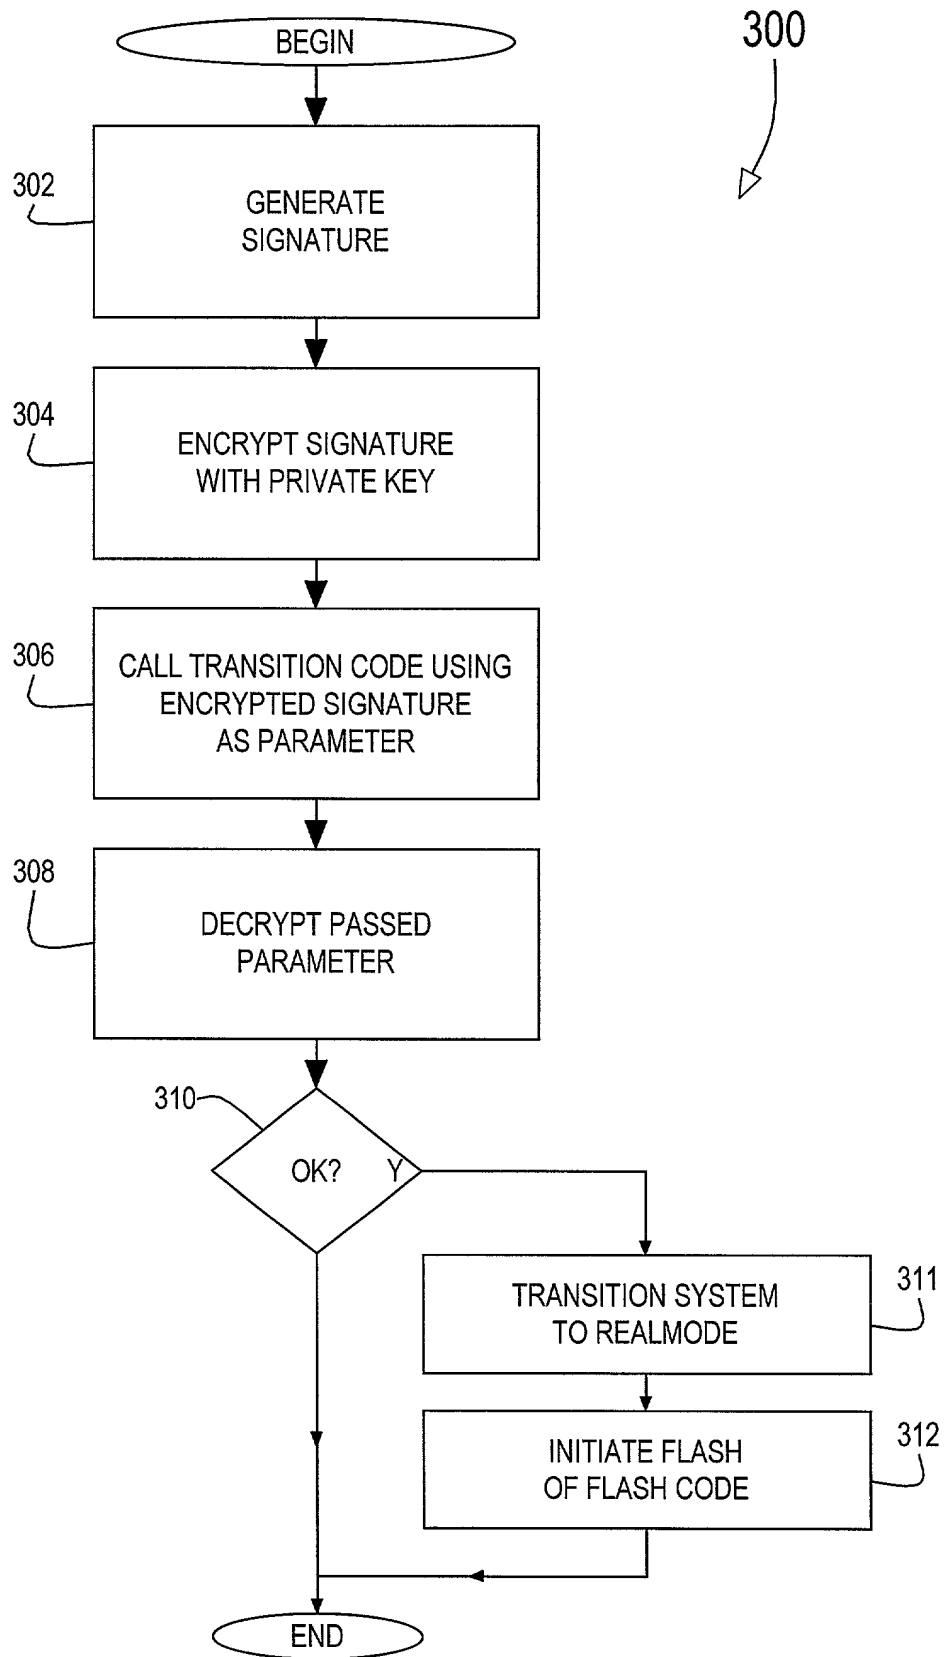 BEGIN
300
302
GENERATE
SIGNATURE
304
ENCRYPT SIGNATURE
WITH PRIVATE KEY
306
CALL TRANSITION CODE USING
ENCRYPTED SIGNATURE
AS PARAMETER
308
DECRYPT PASSED
PARAMETER
310
OK?
Y
TRANSITION SYSTEM
TO REALMODE
311
INITIATE FLASH
OF FLASH CODE
312
END